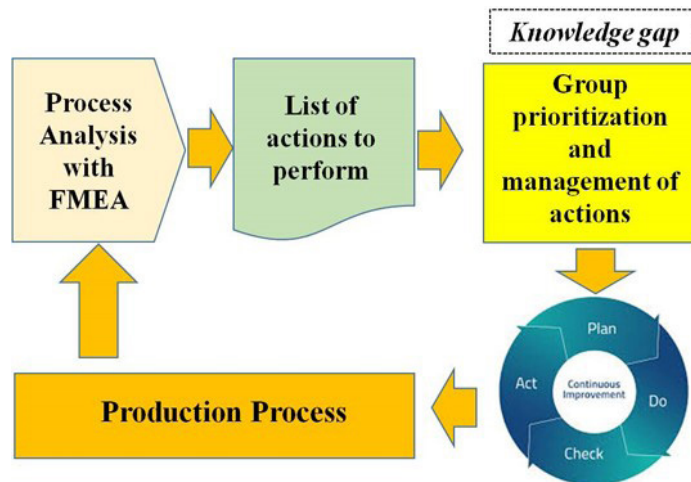 Knowledge gap
Process
Analysis
with
FMEA
List of
actions to
perform
Group
prioritization
and
management of
actions
Plan
Act
Continuous
Improvement
Do
Check
Production Process